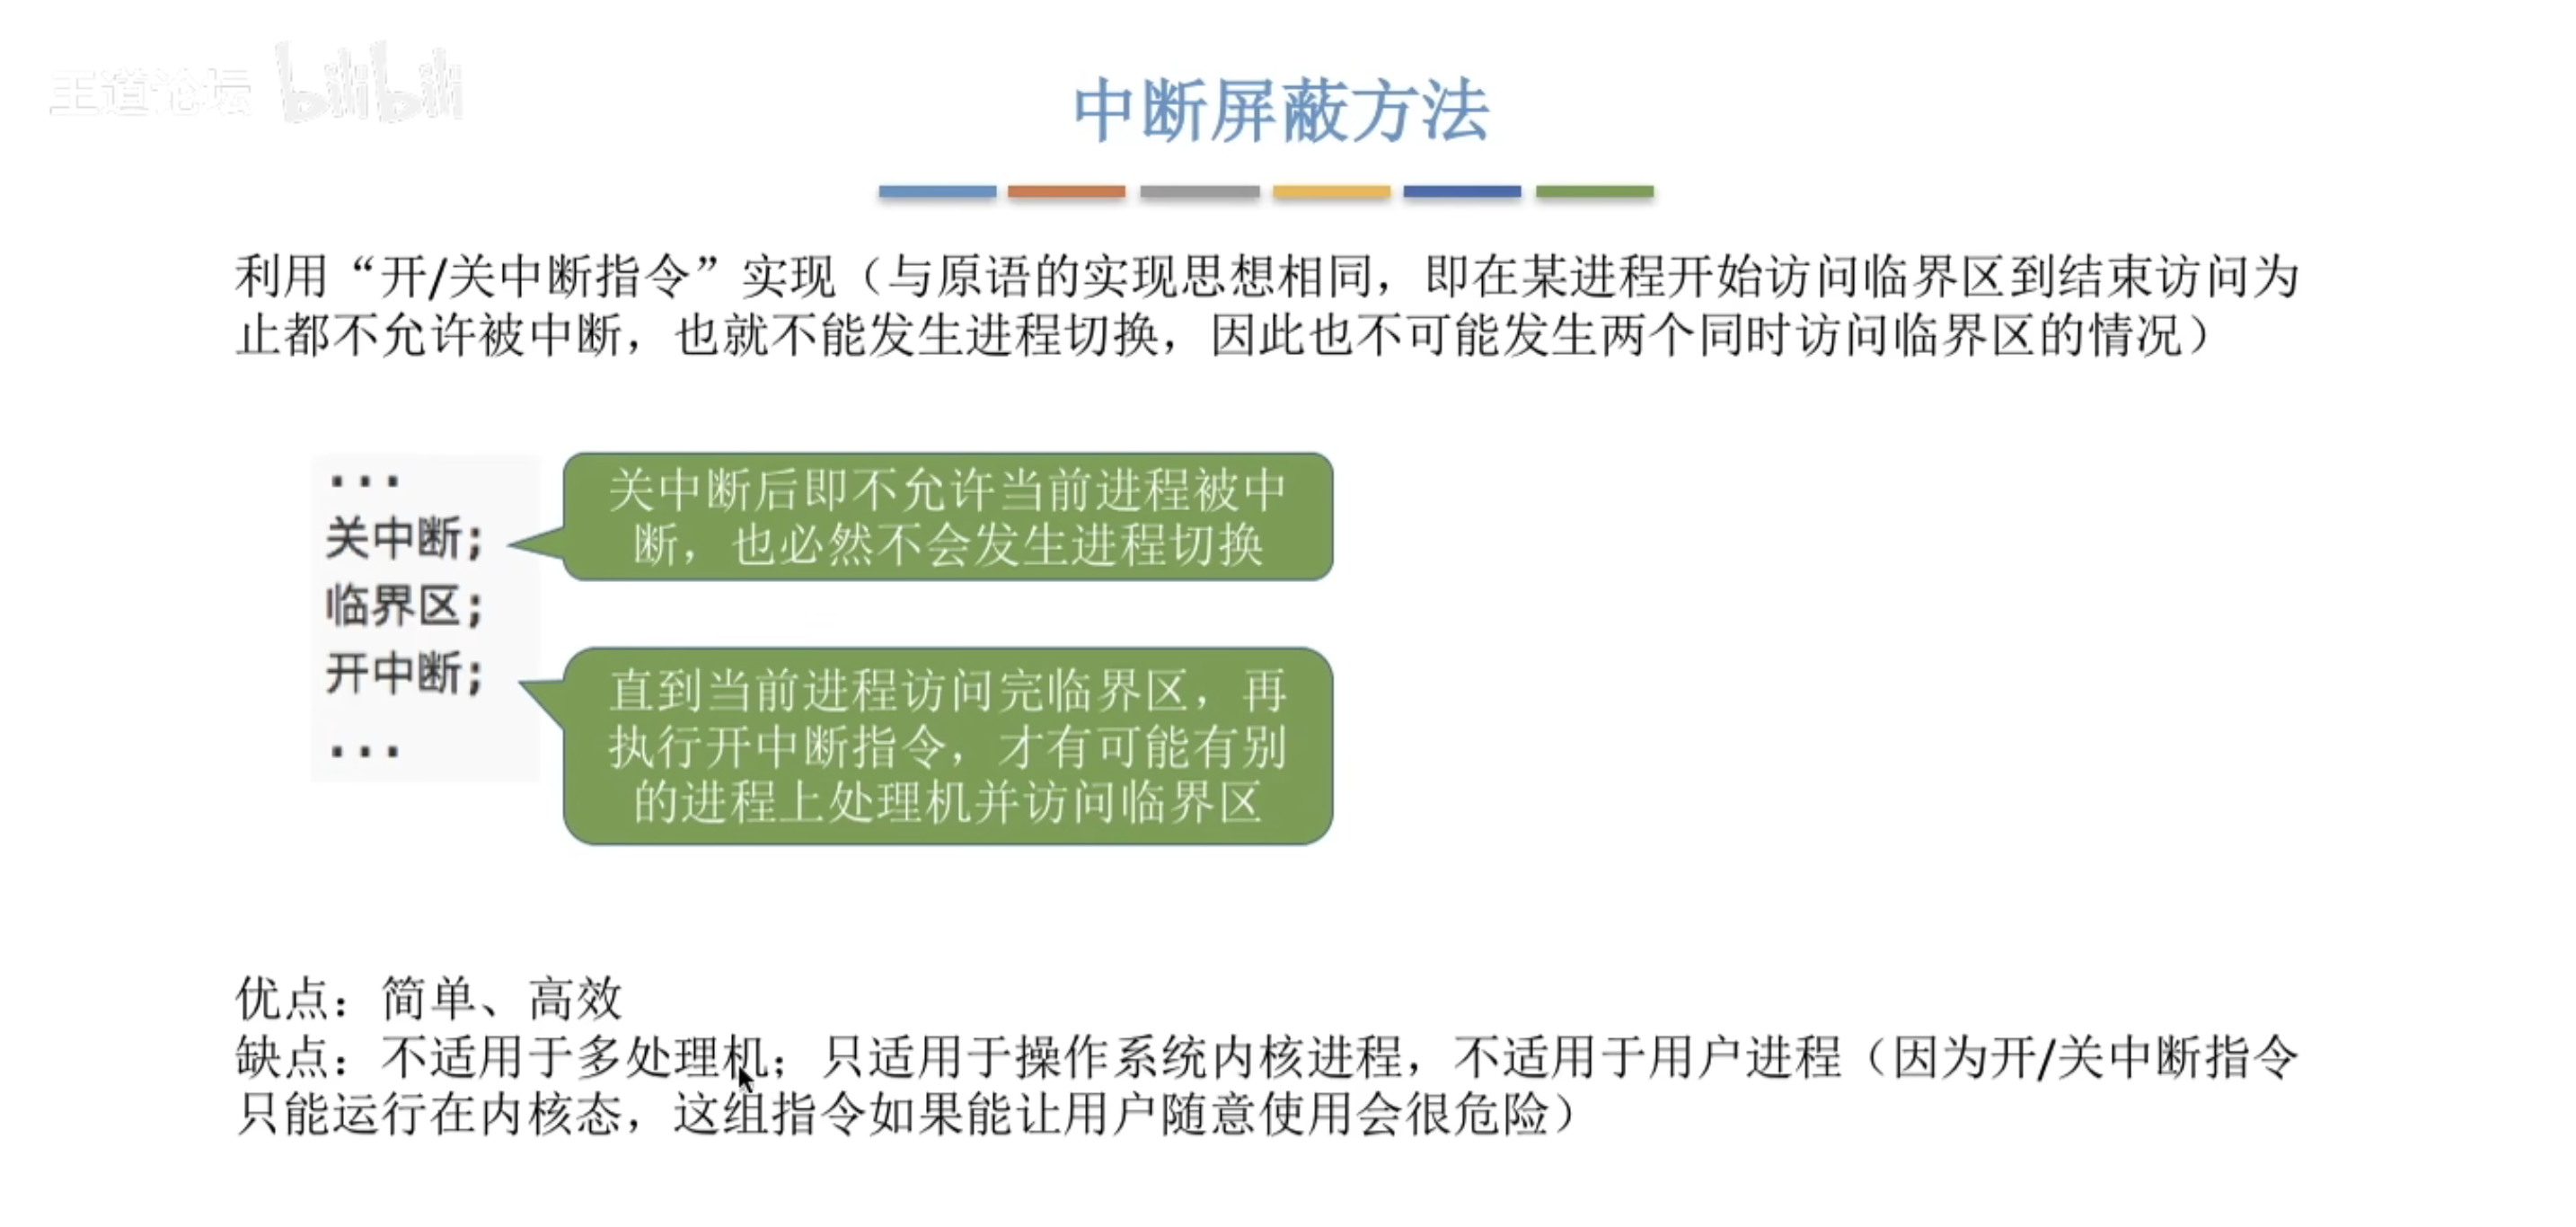 王道论坛 bilibili
中断屏蔽方法
利用“开/关中断指令”实现（与原语的实现思想相同，即在某进程开始访问临界区到结束访问为
止都不允许被中断，也就不能发生进程切换，因此也不可能发生两个同时访问临界区的情况）
...
关中断;
临界区;
开中断;
...
关中断后即不允许当前进程被中
断，也必然不会发生进程切换
直到当前进程访问完临界区，再
执行开中断指令，才有可能有别
的进程上处理机并访问临界区
优点：简单、高效
缺点：不适用于多处理机；只适用于操作系统内核进程，不适用于用户进程（因为开/关中断指令
只能运行在内核态，这组指令如果能让用户随意使用会很危险）